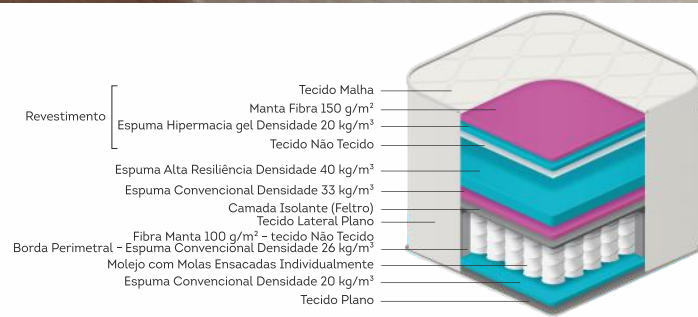 Tecido Malha
Manta Fibra 150 g/m²
Revestimento
Espuma Hipermacia gel Densidade 20 kg/m³
Tecido Não Tecido
Espuma Alta Resiliência Densidade 40 kg/m³
Espuma Convencional Densidade 33 kg/m³
Camada Isolante (Feltro)
Tecido Lateral Plano
Fibra Manta 100 g/m² – tecido Não Tecido
Borda Perimetral – Espuma Convencional Densidade 26 kg/m³
Molejo com Molas Ensacadas Individualmente
Espuma Convencional Densidade 20 kg/m³
Tecido Plano